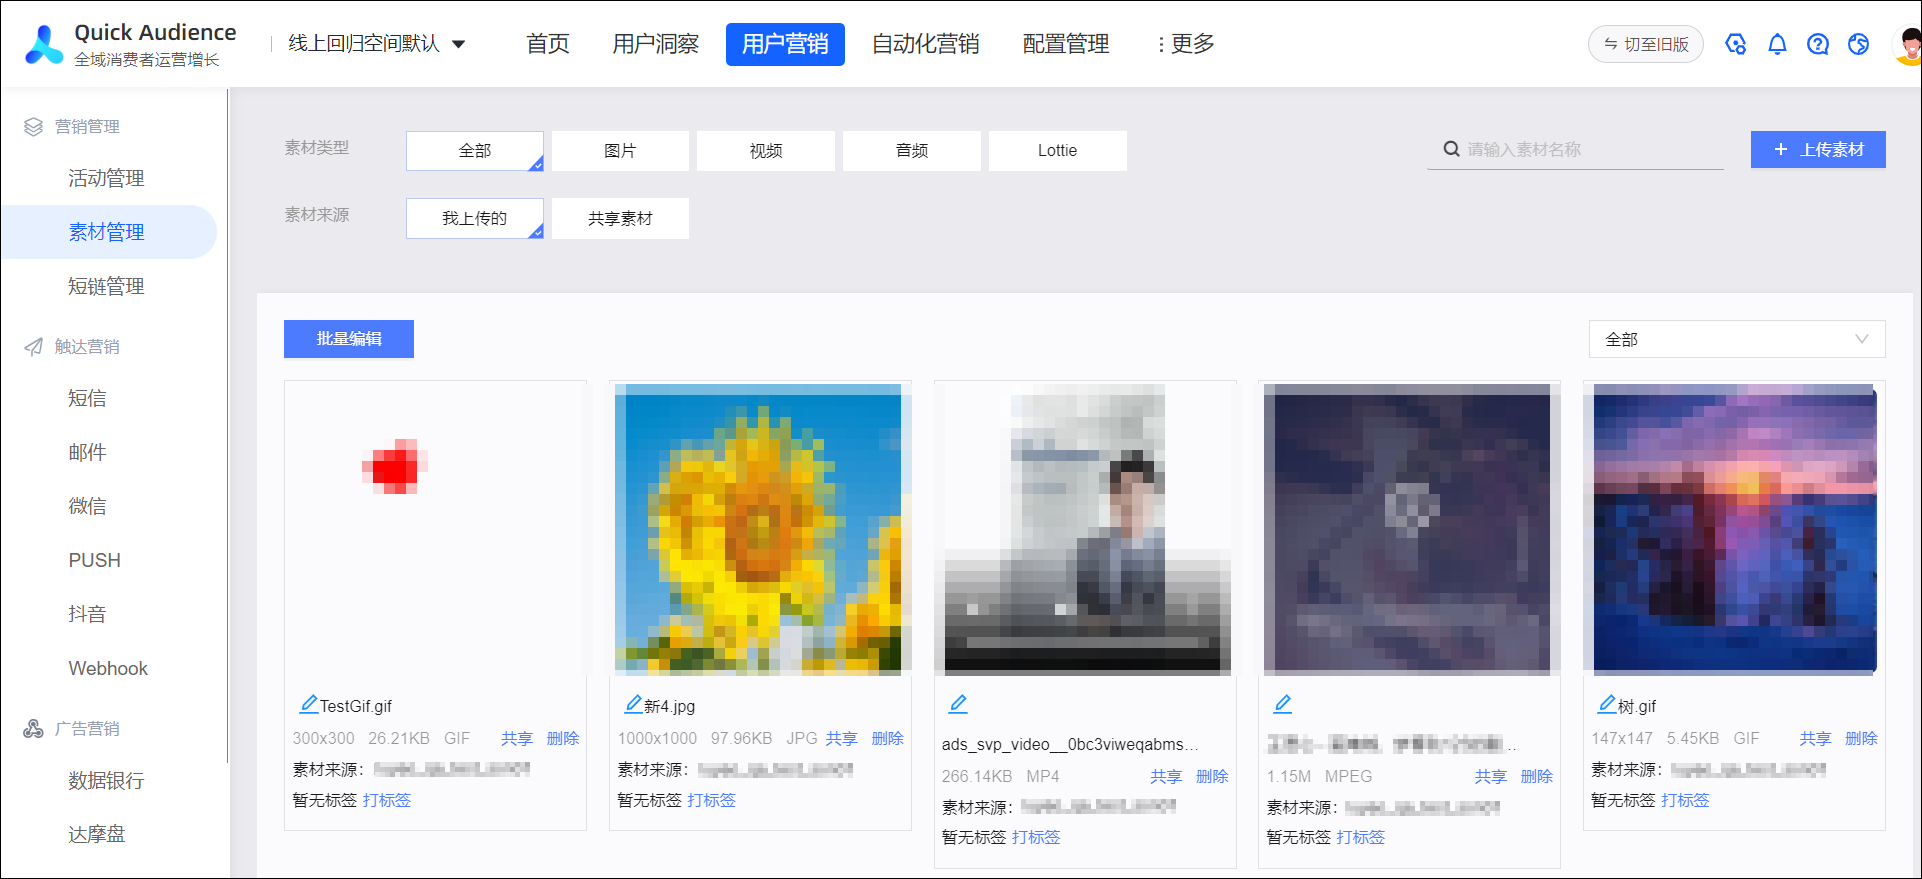 Quick Audience
全域消费者运营增长
线上回归空间默认
首页
用户洞察
用户营销
自动化营销
配置管理
更多
切至旧版
营销管理
活动管理
素材管理
短链管理
触达营销
短信
邮件
微信
PUSH
抖音
Webhook
广告营销
数据银行
达摩盘
素材类型
全部
图片
视频
音频
Lottie
请输入素材名称
+ 上传素材
素材来源
我上传的
共享素材
批量编辑
全部
TestGif.gif
300x300 26.21KB GIF 共享 删除
素材来源:
暂无标签 打标签
新4.jpg
1000x1000 97.96KB JPG 共享 删除
素材来源:
暂无标签 打标签
ads_svp_video__0bc3viweqabms...
266.14KB MP4 共享 删除
素材来源:
暂无标签 打标签
1.15M MPEG 共享 删除
素材来源:
暂无标签 打标签
树.gif
147x147 5.45KB GIF 共享 删除
素材来源:
暂无标签 打标签